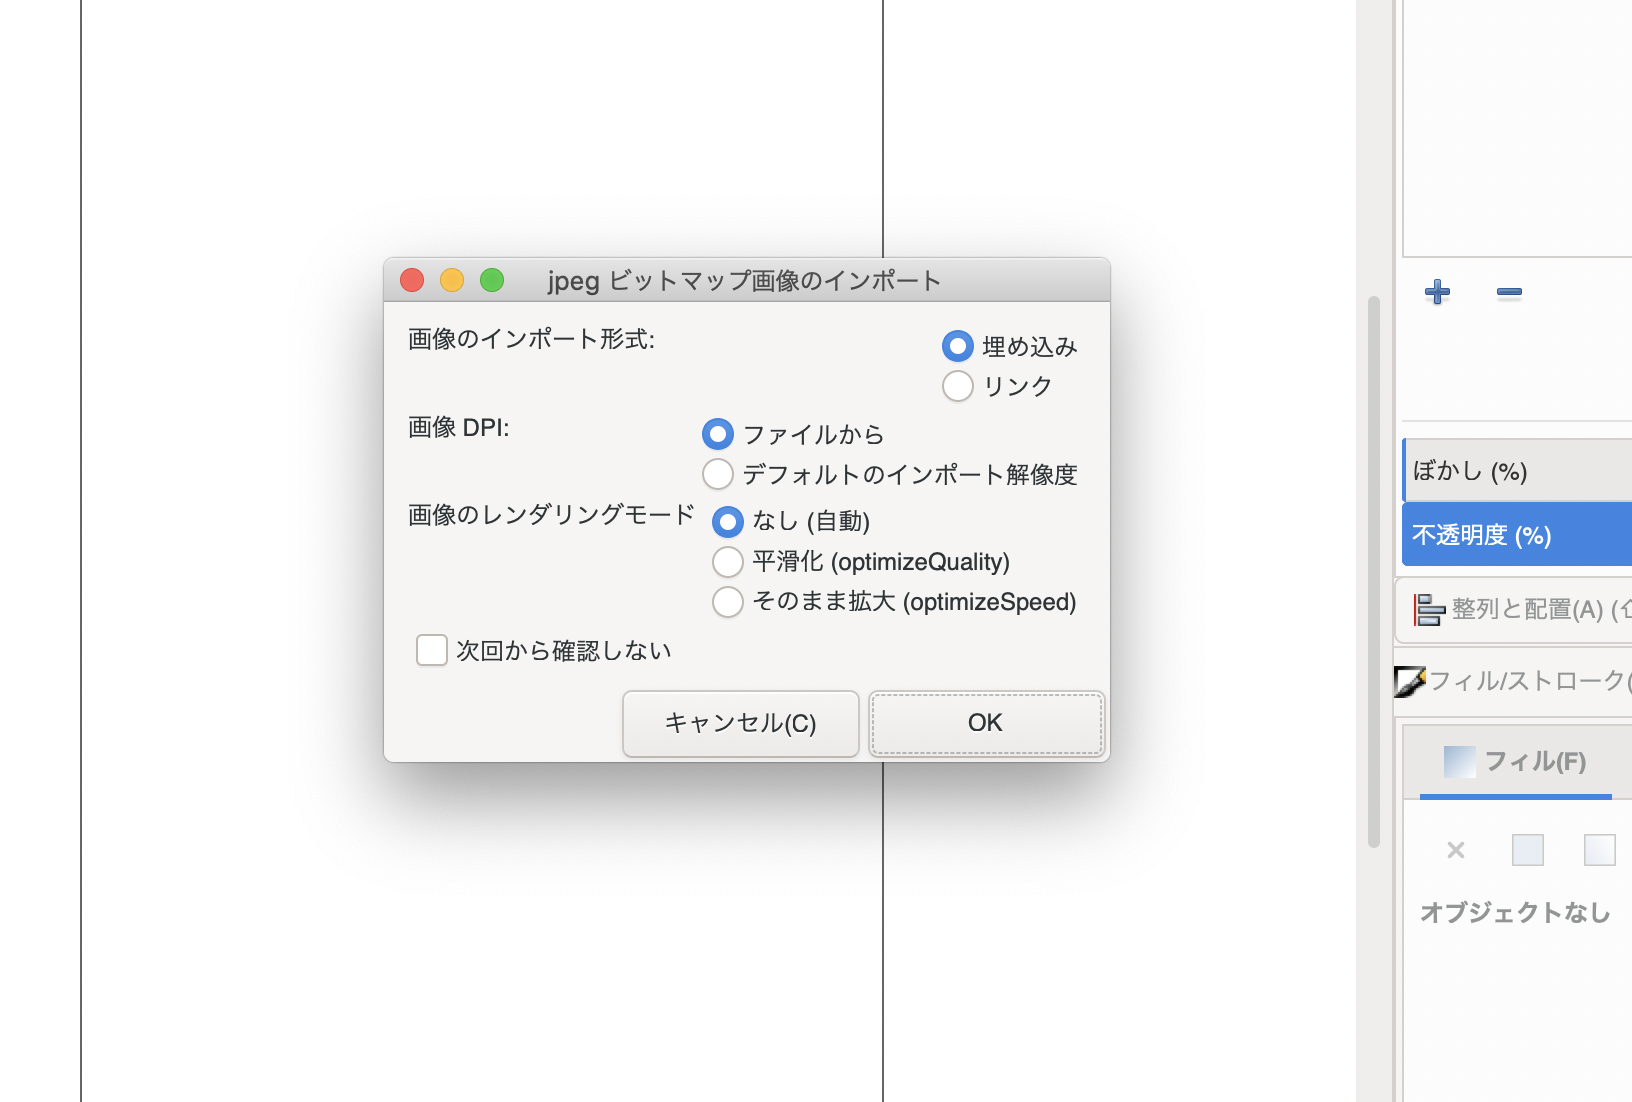 jpeg ビットマップ画像のインポート
画像のインポート形式:
埋め込み
リンク
画像 DPI:
ファイルから
デフォルトのインポート解像度
画像のレンダリングモード
なし (自動)
平滑化 (optimizeQuality)
そのまま拡大 (optimizeSpeed)
次回から確認しない
キャンセル(C)
OK
ぼかし (%)
不透明度 (%)
整列と配置(A) (
フィル/ストローク(
フィル(F)
オブジェクトなし